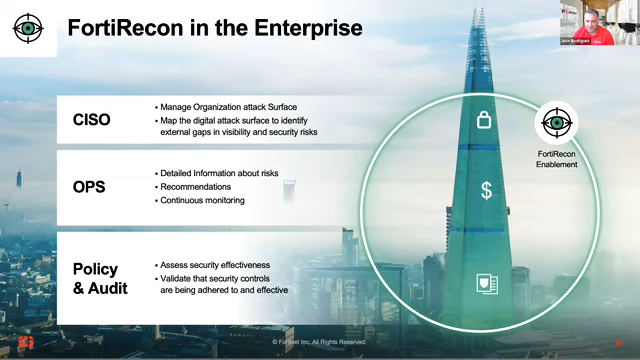 FortiRecon in the Enterprise
CISO
▪ Manage Organization attack Surface
▪ Map the digital attack surface to identify
external gaps in visibility and security risks
OPS
▪ Detailed Information about risks
▪ Recommendations
▪ Continuous monitoring
Policy
& Audit
▪ Assess security effectiveness
▪ Validate that security controls
are being adhered to and effective
$
FortiRecon
Enablement
© Fortinet Inc. All Rights Reserved.